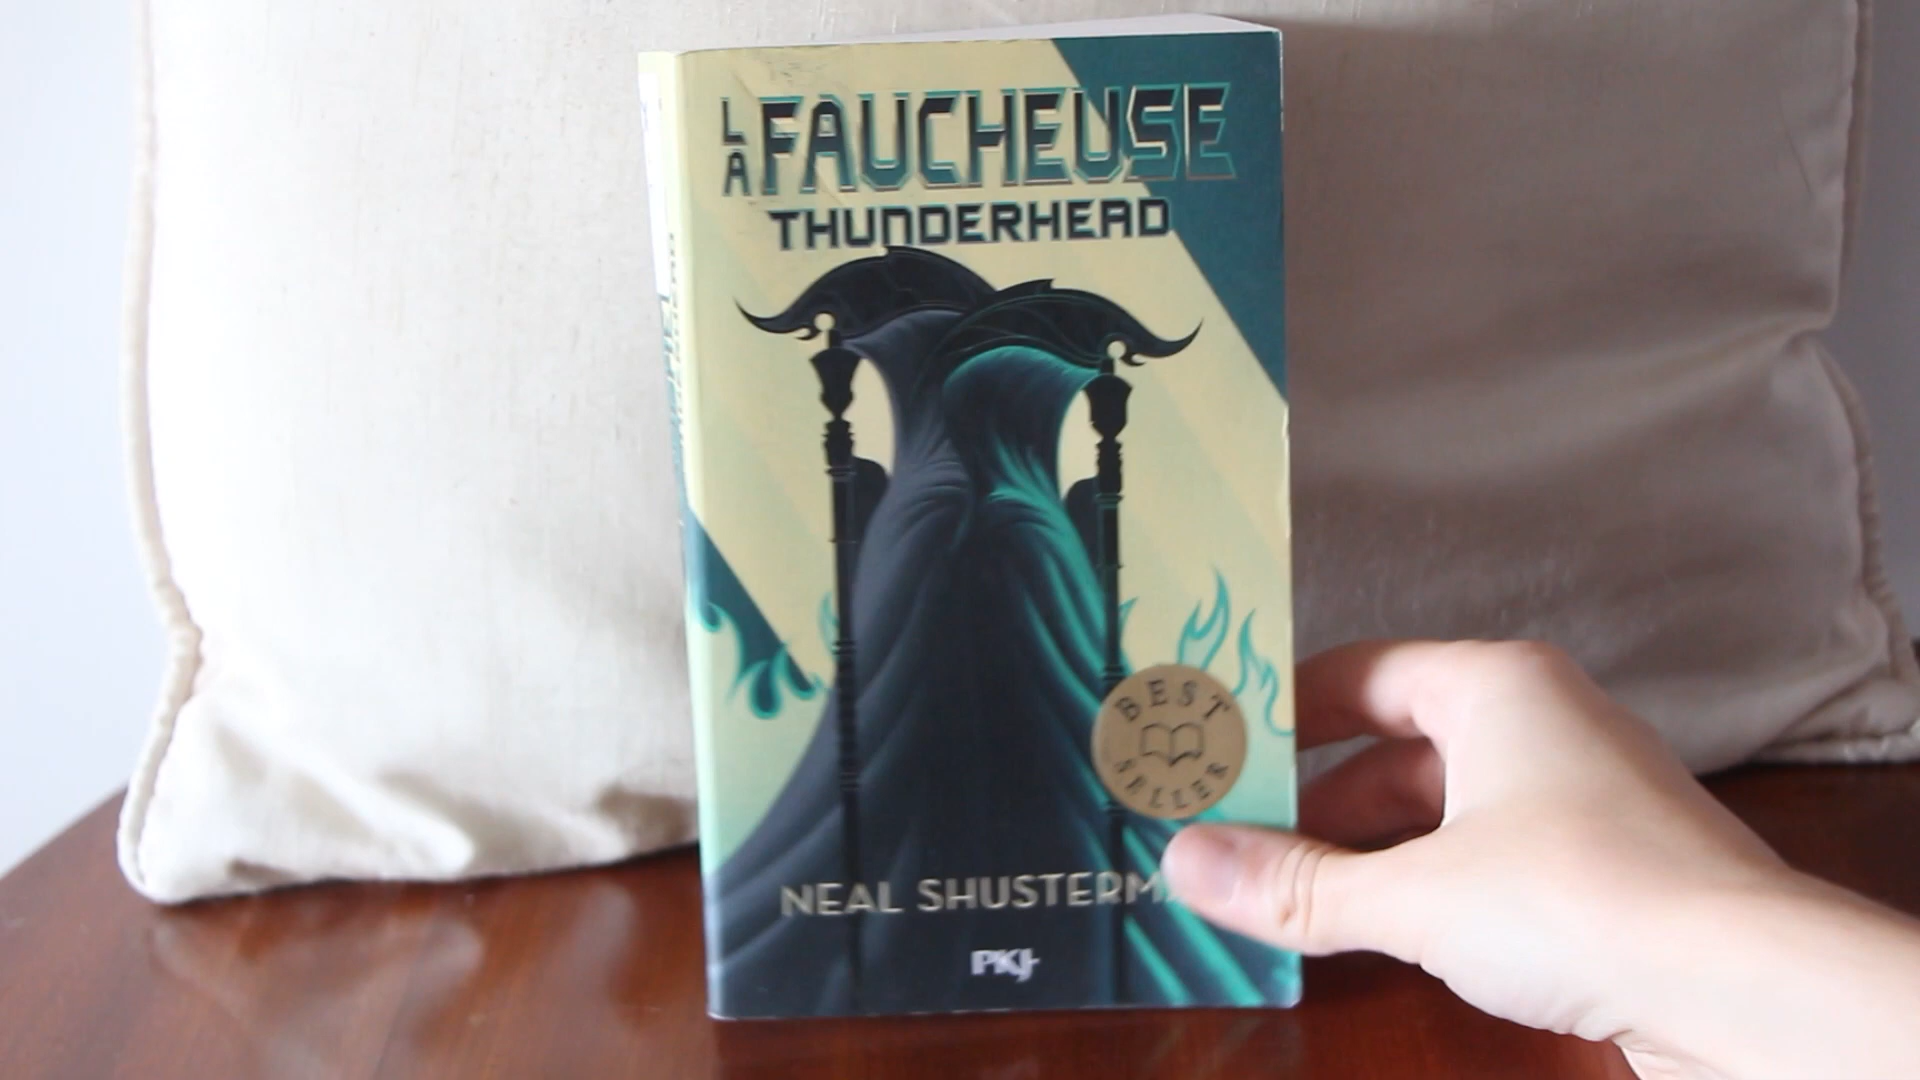 LA FAUCHEUSE
THUNDERHEAD
BEST
SELLER
NEAL SHUSTERM
PKJ